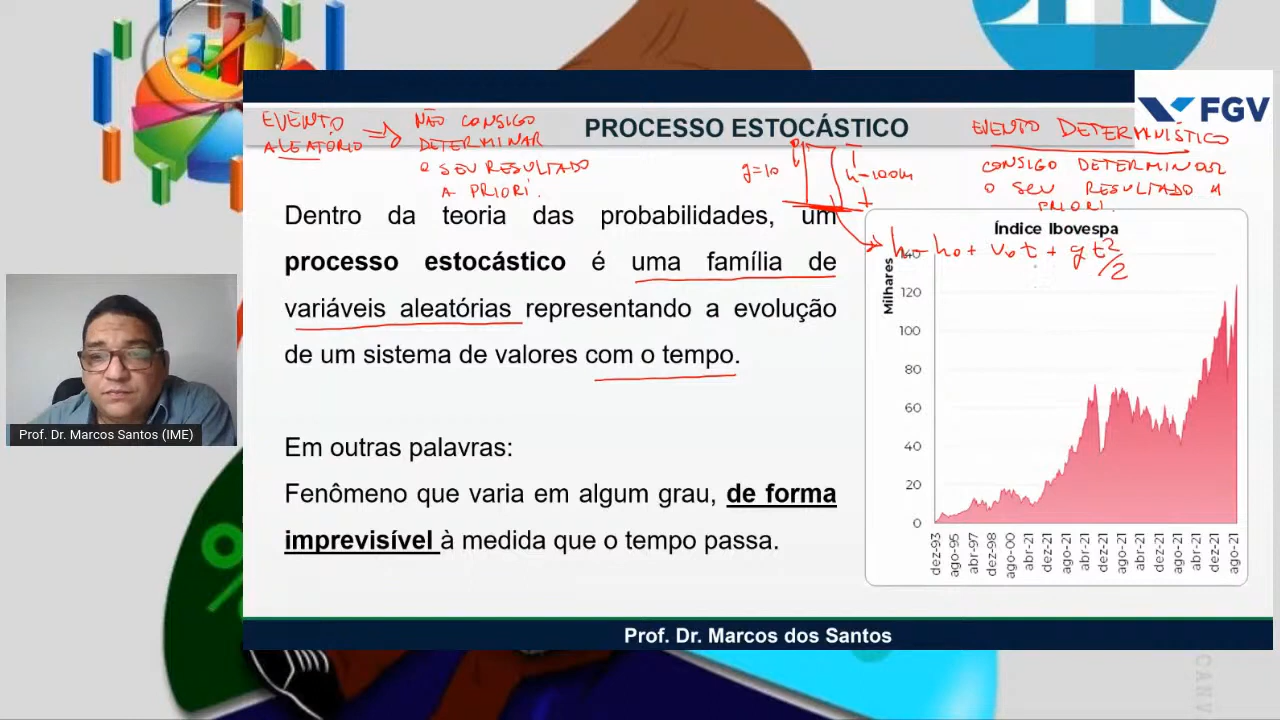 FGV
PROCESSO ESTOCÁSTICO
EVENTO
ALEATÓRIO
NÃO CONSIGO
DETERMINAR
O SEU RESULTADO
A PRIORI.
g=10
h=100m
EVENTO DETERMINÍSTICO
CONSIGO DETERMINAR
O SEU RESULTADO A
PRIORI.
h=h0+ v0t + gt²/2
Dentro da teoria das probabilidades, um
processo estocástico é uma família de
variáveis aleatórias representando a evolução
de um sistema de valores com o tempo.
Em outras palavras:
Fenômeno que varia em algum grau, de forma
imprevisível à medida que o tempo passa.
Índice Ibovespa
Milhares
140
120
100
80
60
40
20
0
dez-93
ago-95
abr-97
dez-98
ago-00
abr-21
dez-21
ago-21
abr-21
dez-21
ago-21
abr-21
dez-21
ago-21
abr-21
dez-21
ago-21
Prof. Dr. Marcos Santos (IME)
Prof. Dr. Marcos dos Santos
CANV